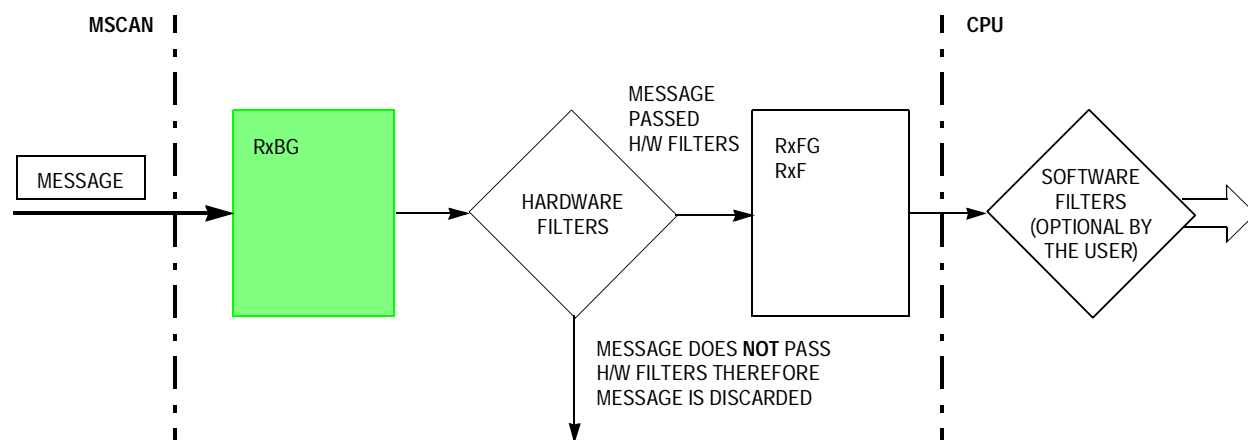 MSCAN
CPU
MESSAGE
RxBG
HARDWARE
FILTERS
MESSAGE
PASSED
H/W FILTERS
RxFG
RxF
SOFTWARE
FILTERS
(OPTIONAL BY
THE USER)
MESSAGE DOES NOT PASS
H/W FILTERS THEREFORE
MESSAGE IS DISCARDED